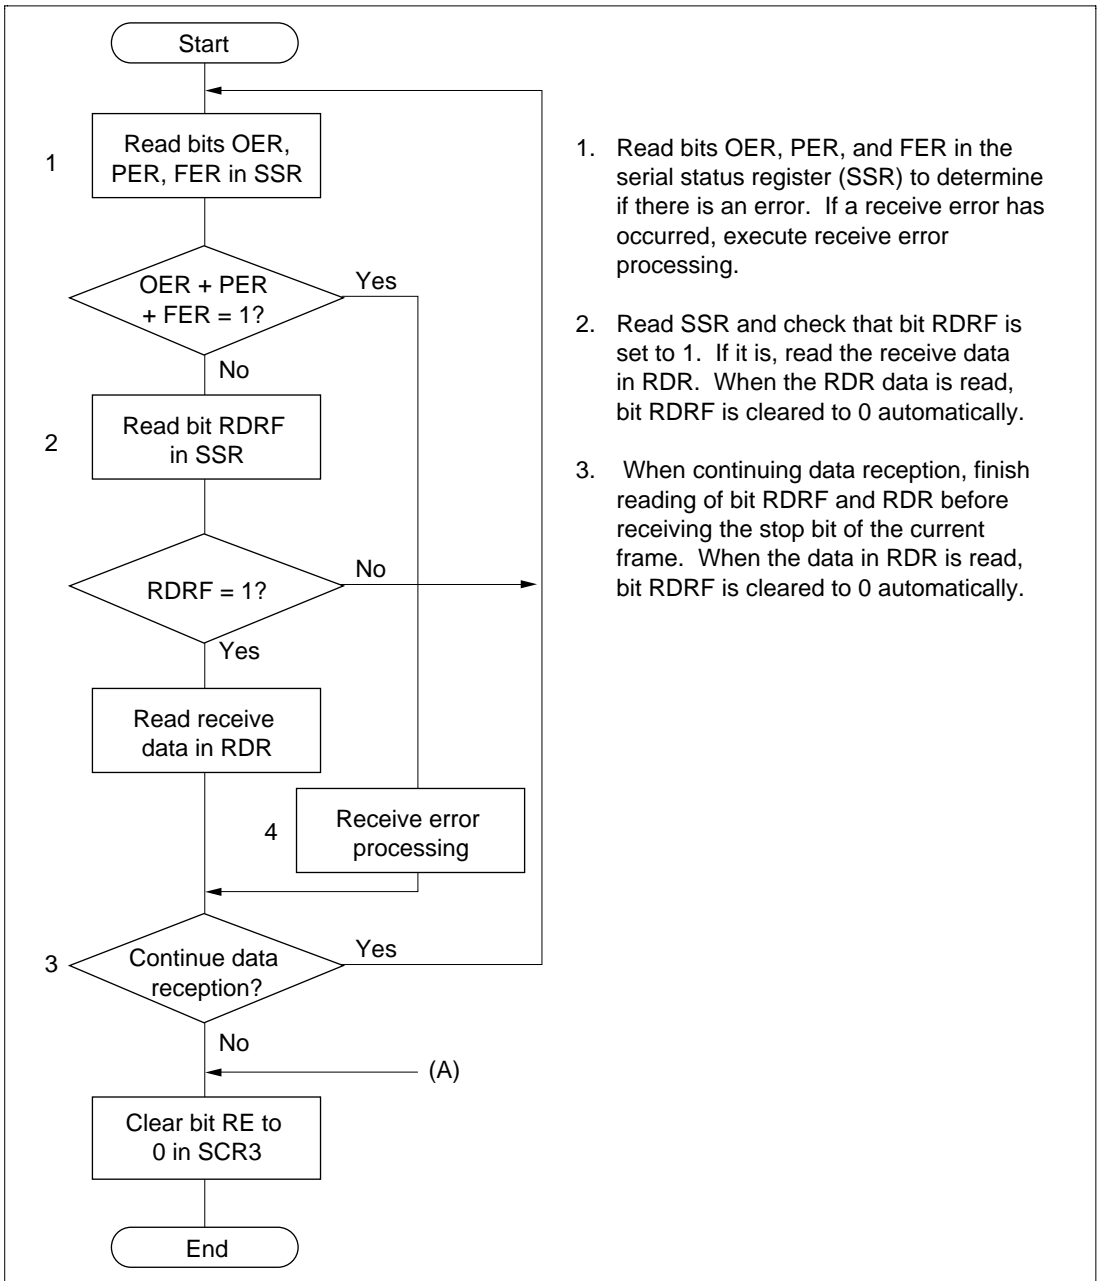 Start
1
Read bits OER,
PER, FER in SSR
OER + PER
+ FER = 1?
Yes
No
2
Read bit RDRF
in SSR
RDRF = 1?
No
Yes
Read receive
data in RDR
4
Receive error
processing
3
Continue data
reception?
Yes
No
(A)
Clear bit RE to
0 in SCR3
End
1. Read bits OER, PER, and FER in the
serial status register (SSR) to determine
if there is an error. If a receive error has
occurred, execute receive error
processing.
2. Read SSR and check that bit RDRF is
set to 1. If it is, read the receive data
in RDR. When the RDR data is read,
bit RDRF is cleared to 0 automatically.
3. When continuing data reception, finish
reading of bit RDRF and RDR before
receiving the stop bit of the current
frame. When the data in RDR is read,
bit RDRF is cleared to 0 automatically.